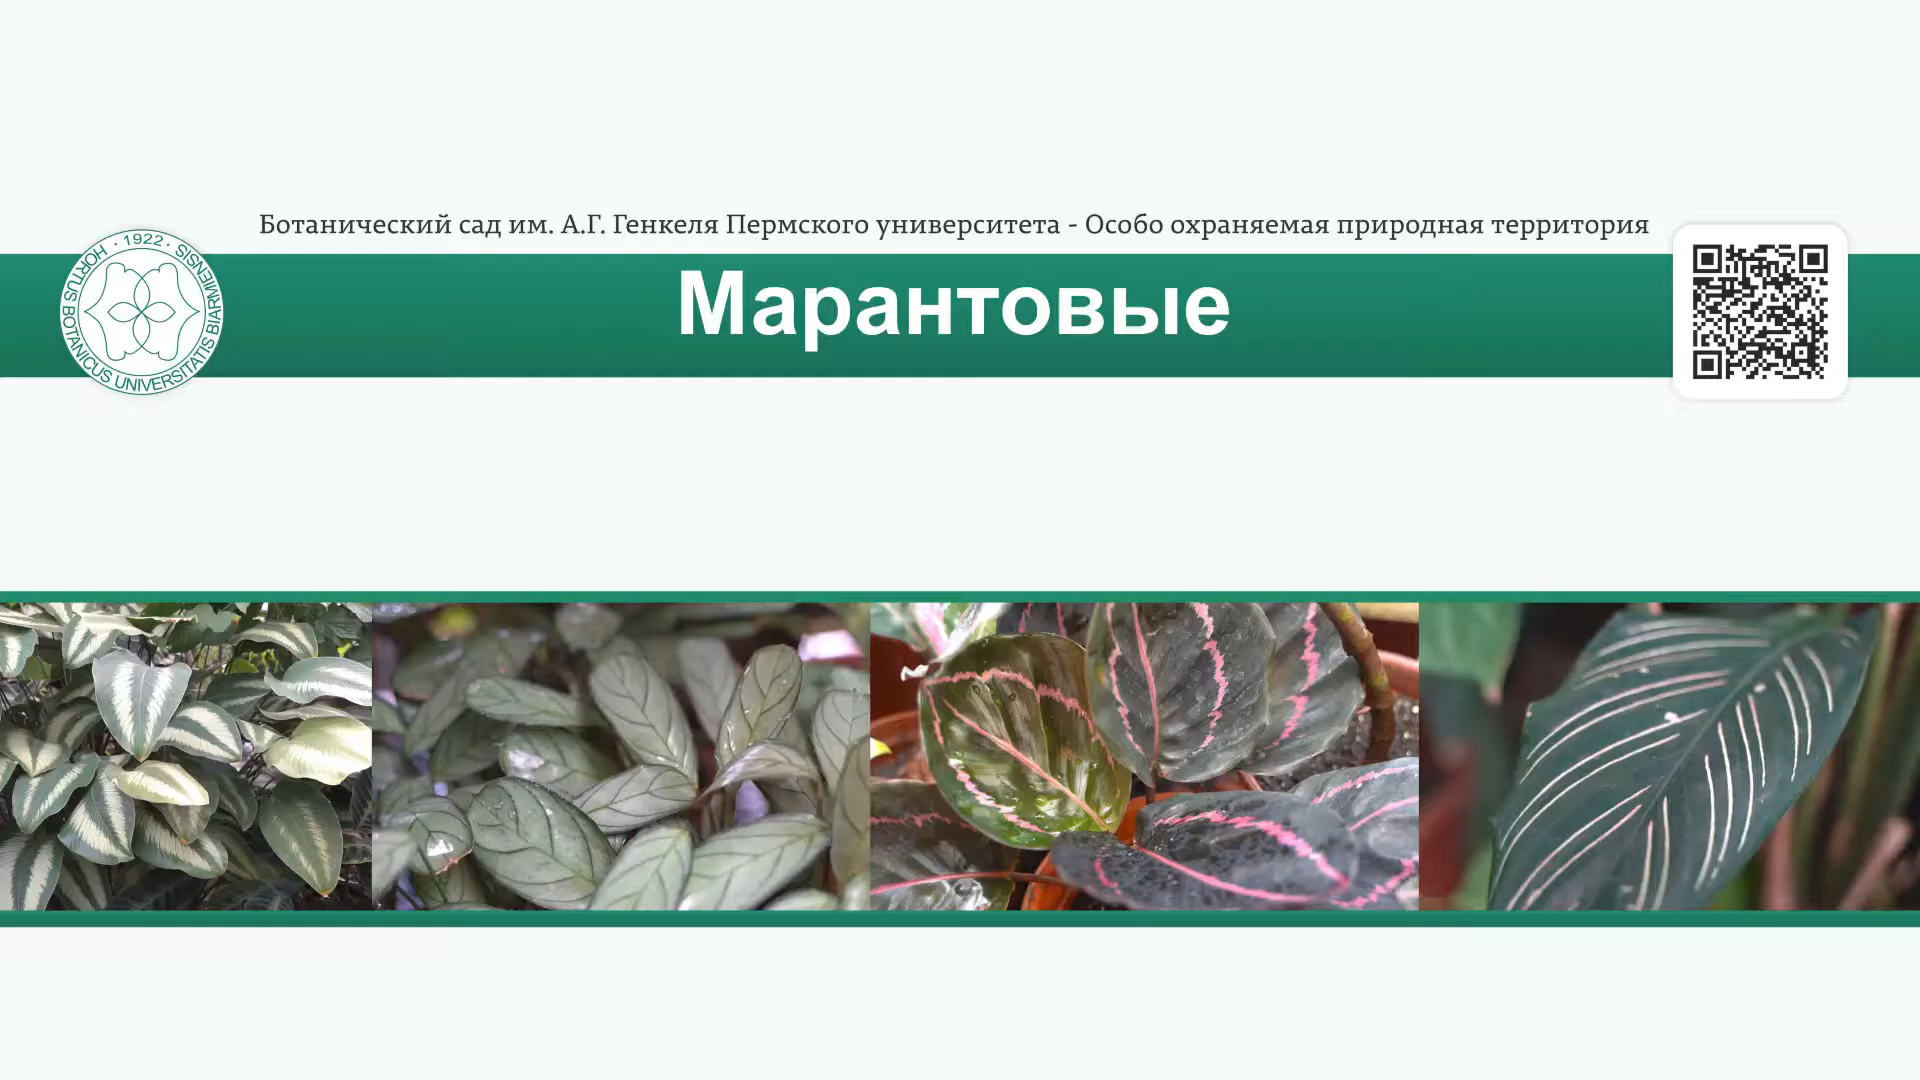 Ботанический сад им. А.Г. Генкеля Пермского университета - Особо охраняемая природная территория
Марантовые
· 1922 ·
HORTUS BOTANICUS UNIVERSITATIS BIARMIENSIS